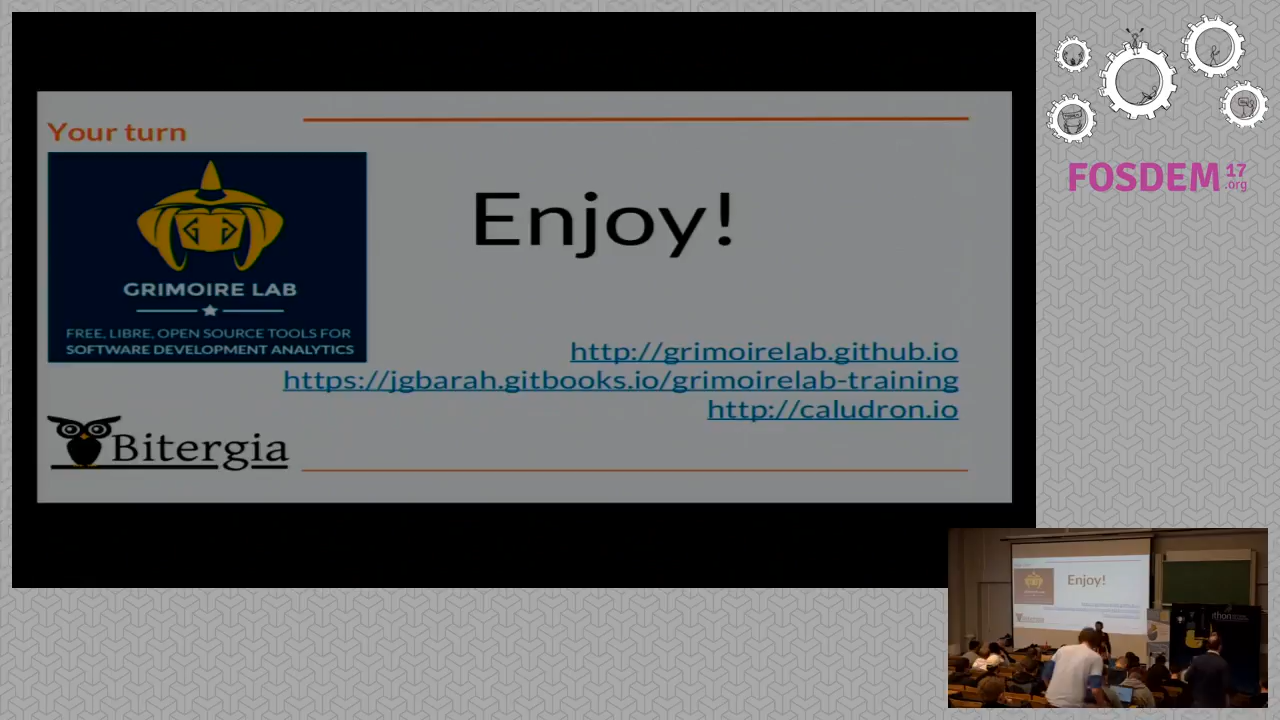 Your turn
Enjoy!
GRIMOIRE LAB
FREE, LIBRE, OPEN SOURCE TOOLS FOR
SOFTWARE DEVELOPMENT ANALYTICS
http://grimoirelab.github.io
https://jgbarah.gitbooks.io/grimoirelab-training
http://caludron.io
Bitergia
FOSDEM 17
.org
Enjoy!
thon